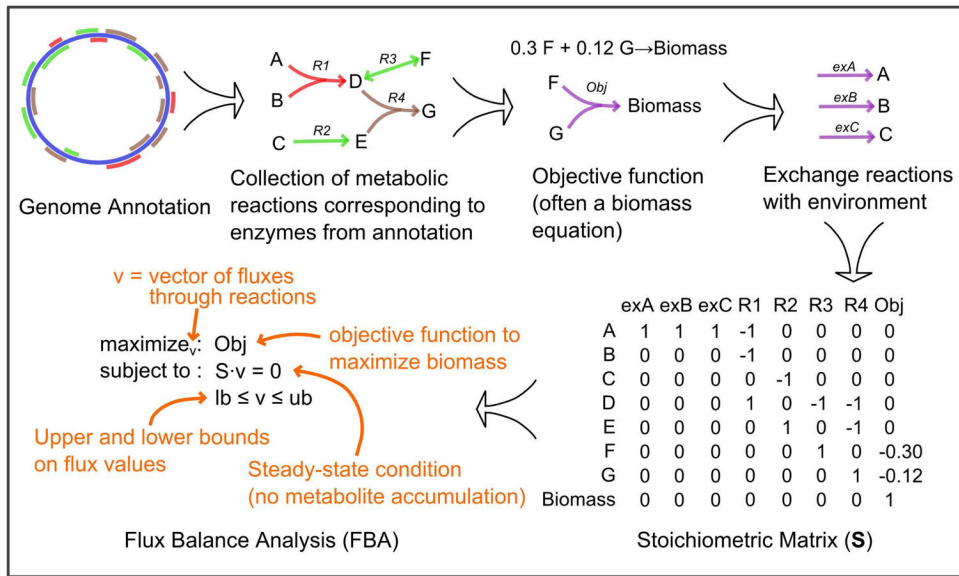 Genome Annotation
A
B
C
R1
R2
D
E
R3
R4
F
G
Collection of metabolic
reactions corresponding to
enzymes from annotation
0.3 F + 0.12 G→Biomass
F
G
Obj
Biomass
Objective function
(often a biomass
equation)
exA A
exB B
exC C
Exchange reactions
with environment
exA exB exC R1 R2 R3 R4 Obj
A 1 1 1 -1 0 0 0 0
B 0 0 0 -1 0 0 0 0
C 0 0 0 0 -1 0 0 0
D 0 0 0 1 0 -1 -1 0
E 0 0 0 0 1 0 -1 0
F 0 0 0 0 0 1 0 -0.30
G 0 0 0 0 0 0 1 -0.12
Biomass 0 0 0 0 0 0 0 1
Stoichiometric Matrix (S)
v = vector of fluxes
through reactions
maximizeᵥ: Obj
subject to : S·v = 0
lb ≤ v ≤ ub
objective function to
maximize biomass
Upper and lower bounds
on flux values
Steady-state condition
(no metabolite accumulation)
Flux Balance Analysis (FBA)